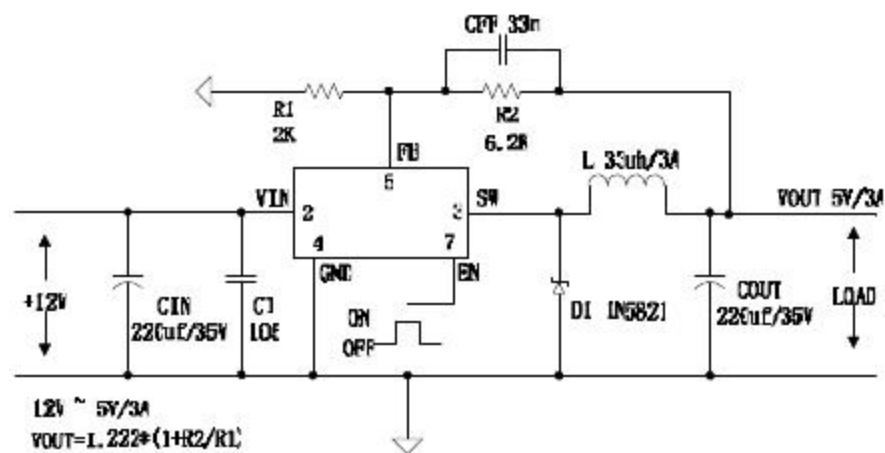 CFF 33n
R1
2K
R2
6.2K
FB
5
L 33uh/3A
VIN
2
3
SW
VOUT 5V/3A
4
7
GND
EN
+12V
CIN
220uf/35V
C1
105
ON
OFF
D1 IN5821
COUT
220uf/35V
LOAD
12V ~ 5V/3A
VOUT=1.222*(1+R2/R1)